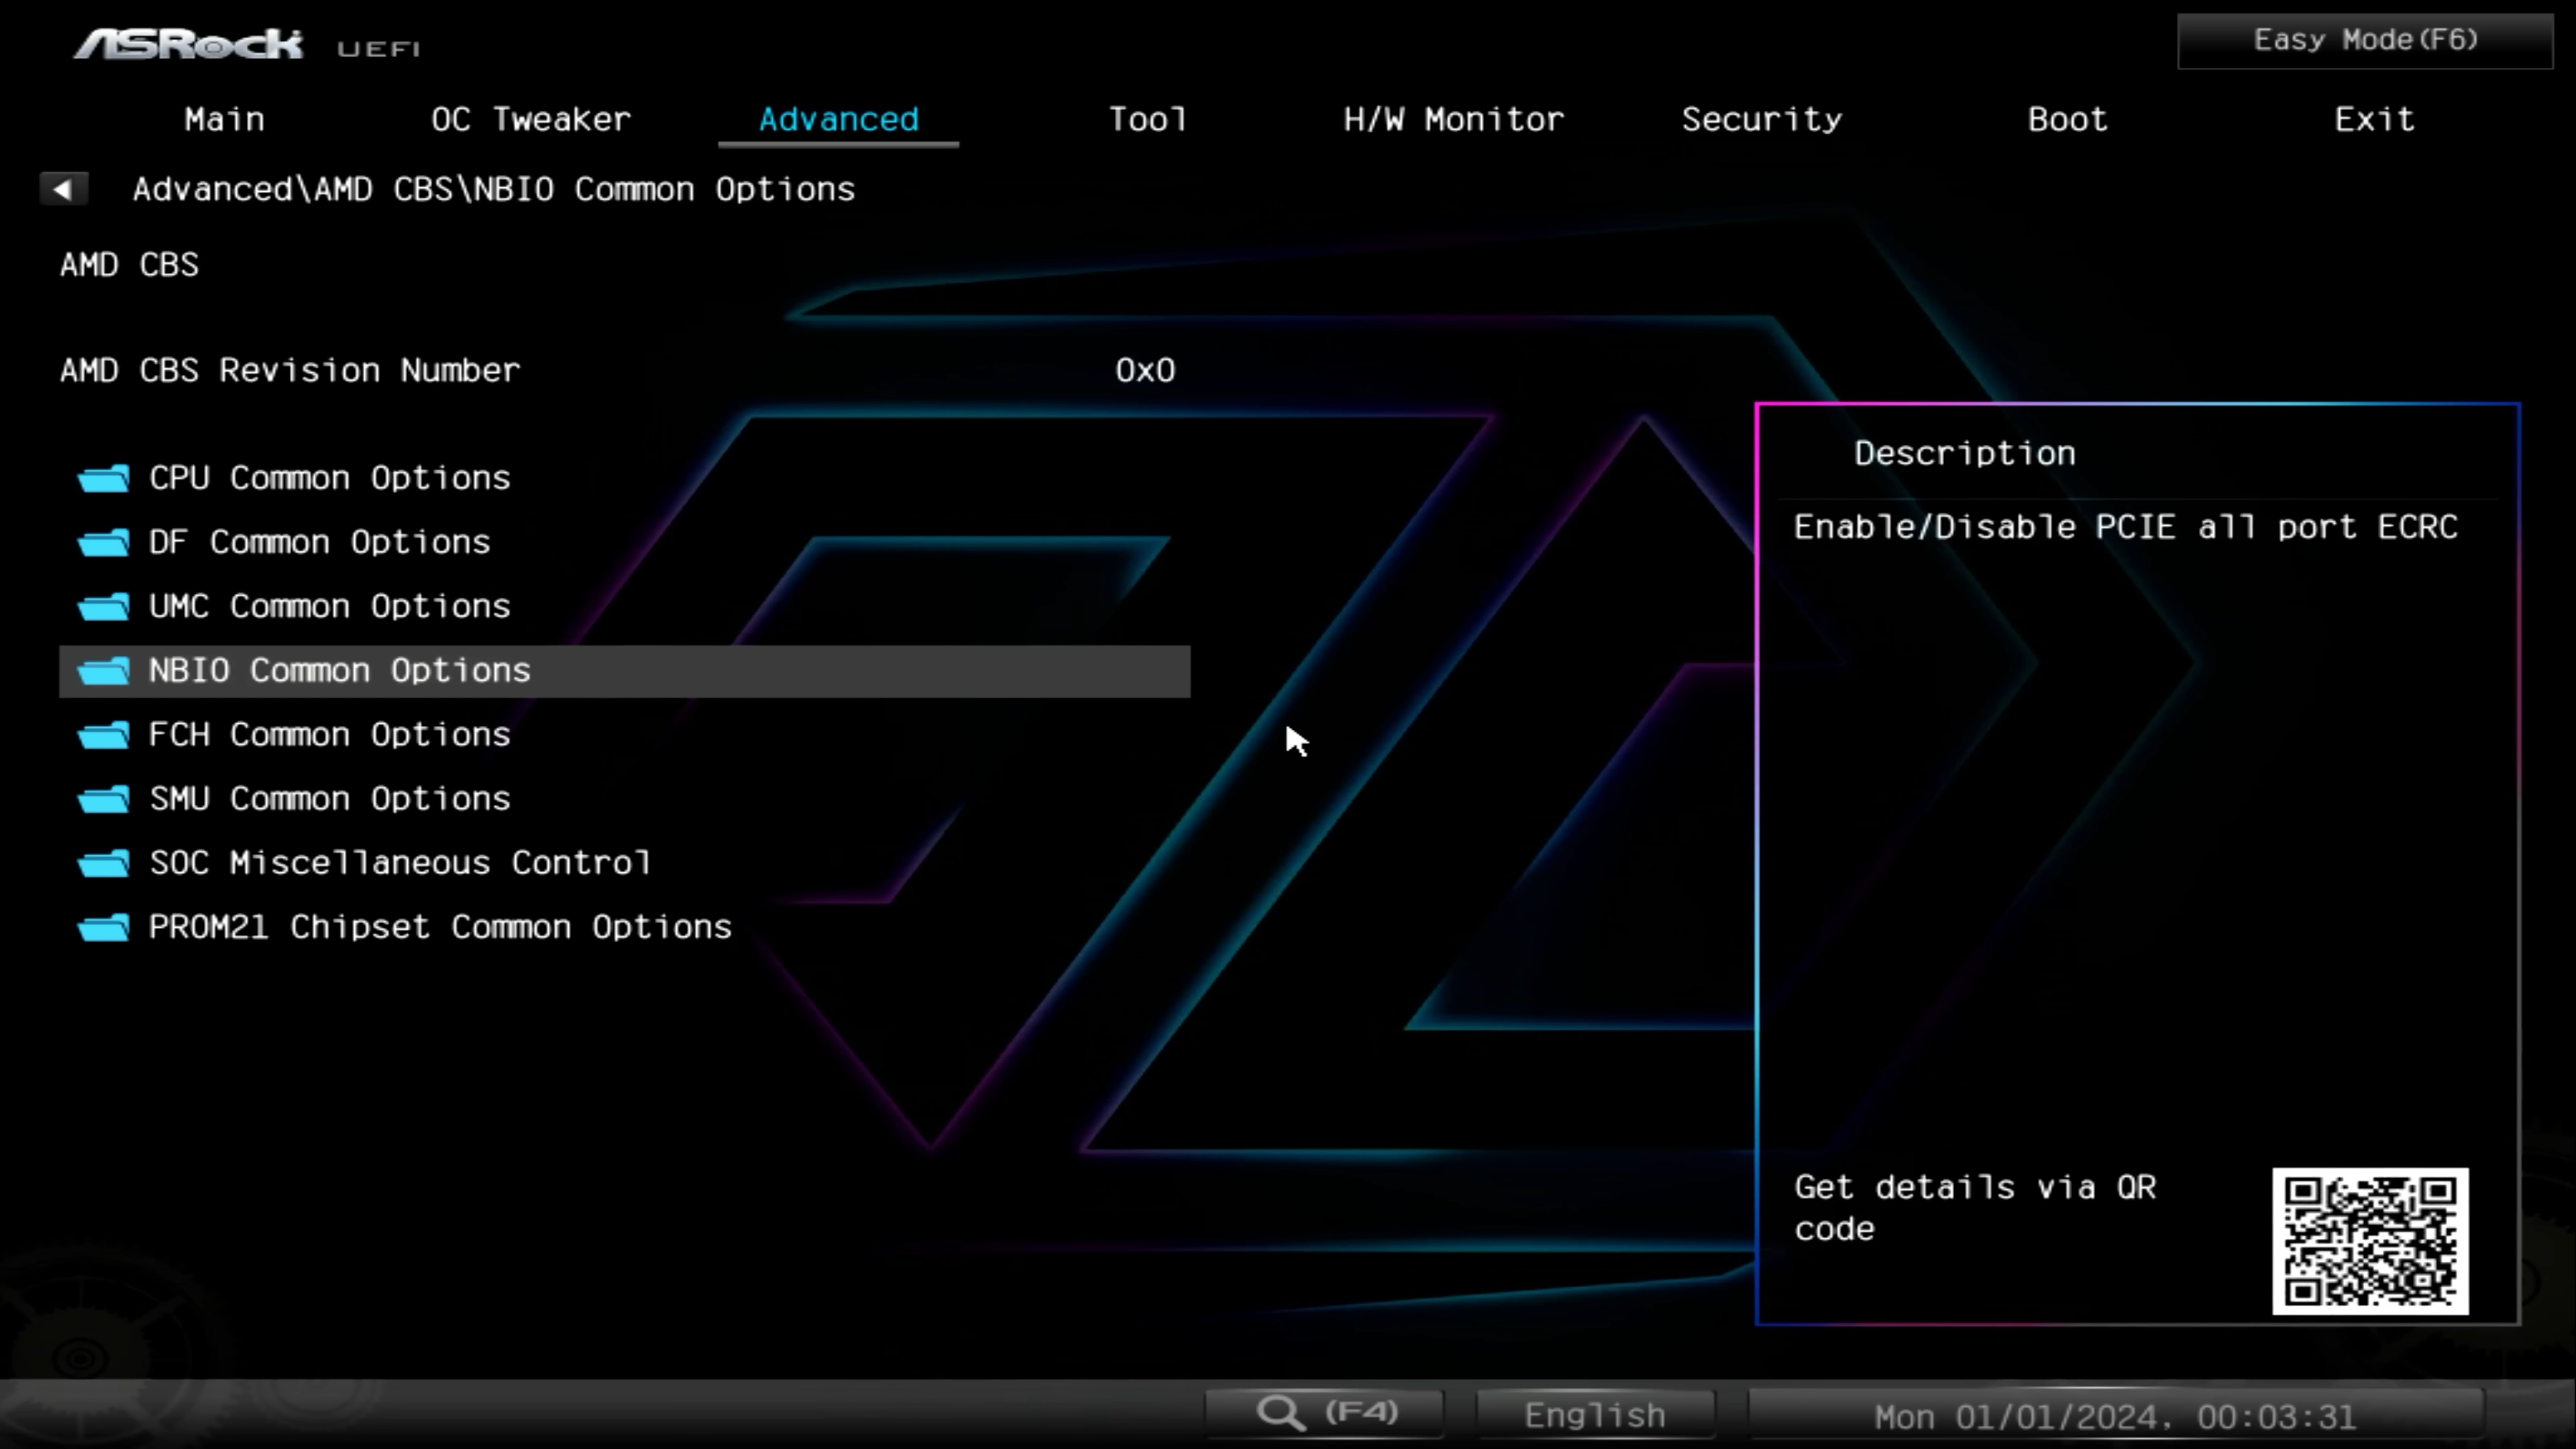 ASRock UEFI
Easy Mode(F6)
Main OC Tweaker Advanced Tool H/W Monitor Security Boot Exit
Advanced\AMD CBS\NBIO Common Options
AMD CBS
AMD CBS Revision Number 0x0
CPU Common Options
DF Common Options
UMC Common Options
NBIO Common Options
FCH Common Options
SMU Common Options
SOC Miscellaneous Control
PROM21 Chipset Common Options
Description
Enable/Disable PCIE all port ECRC
Get details via QR
code
(F4) English Mon 01/01/2024, 00:03:31